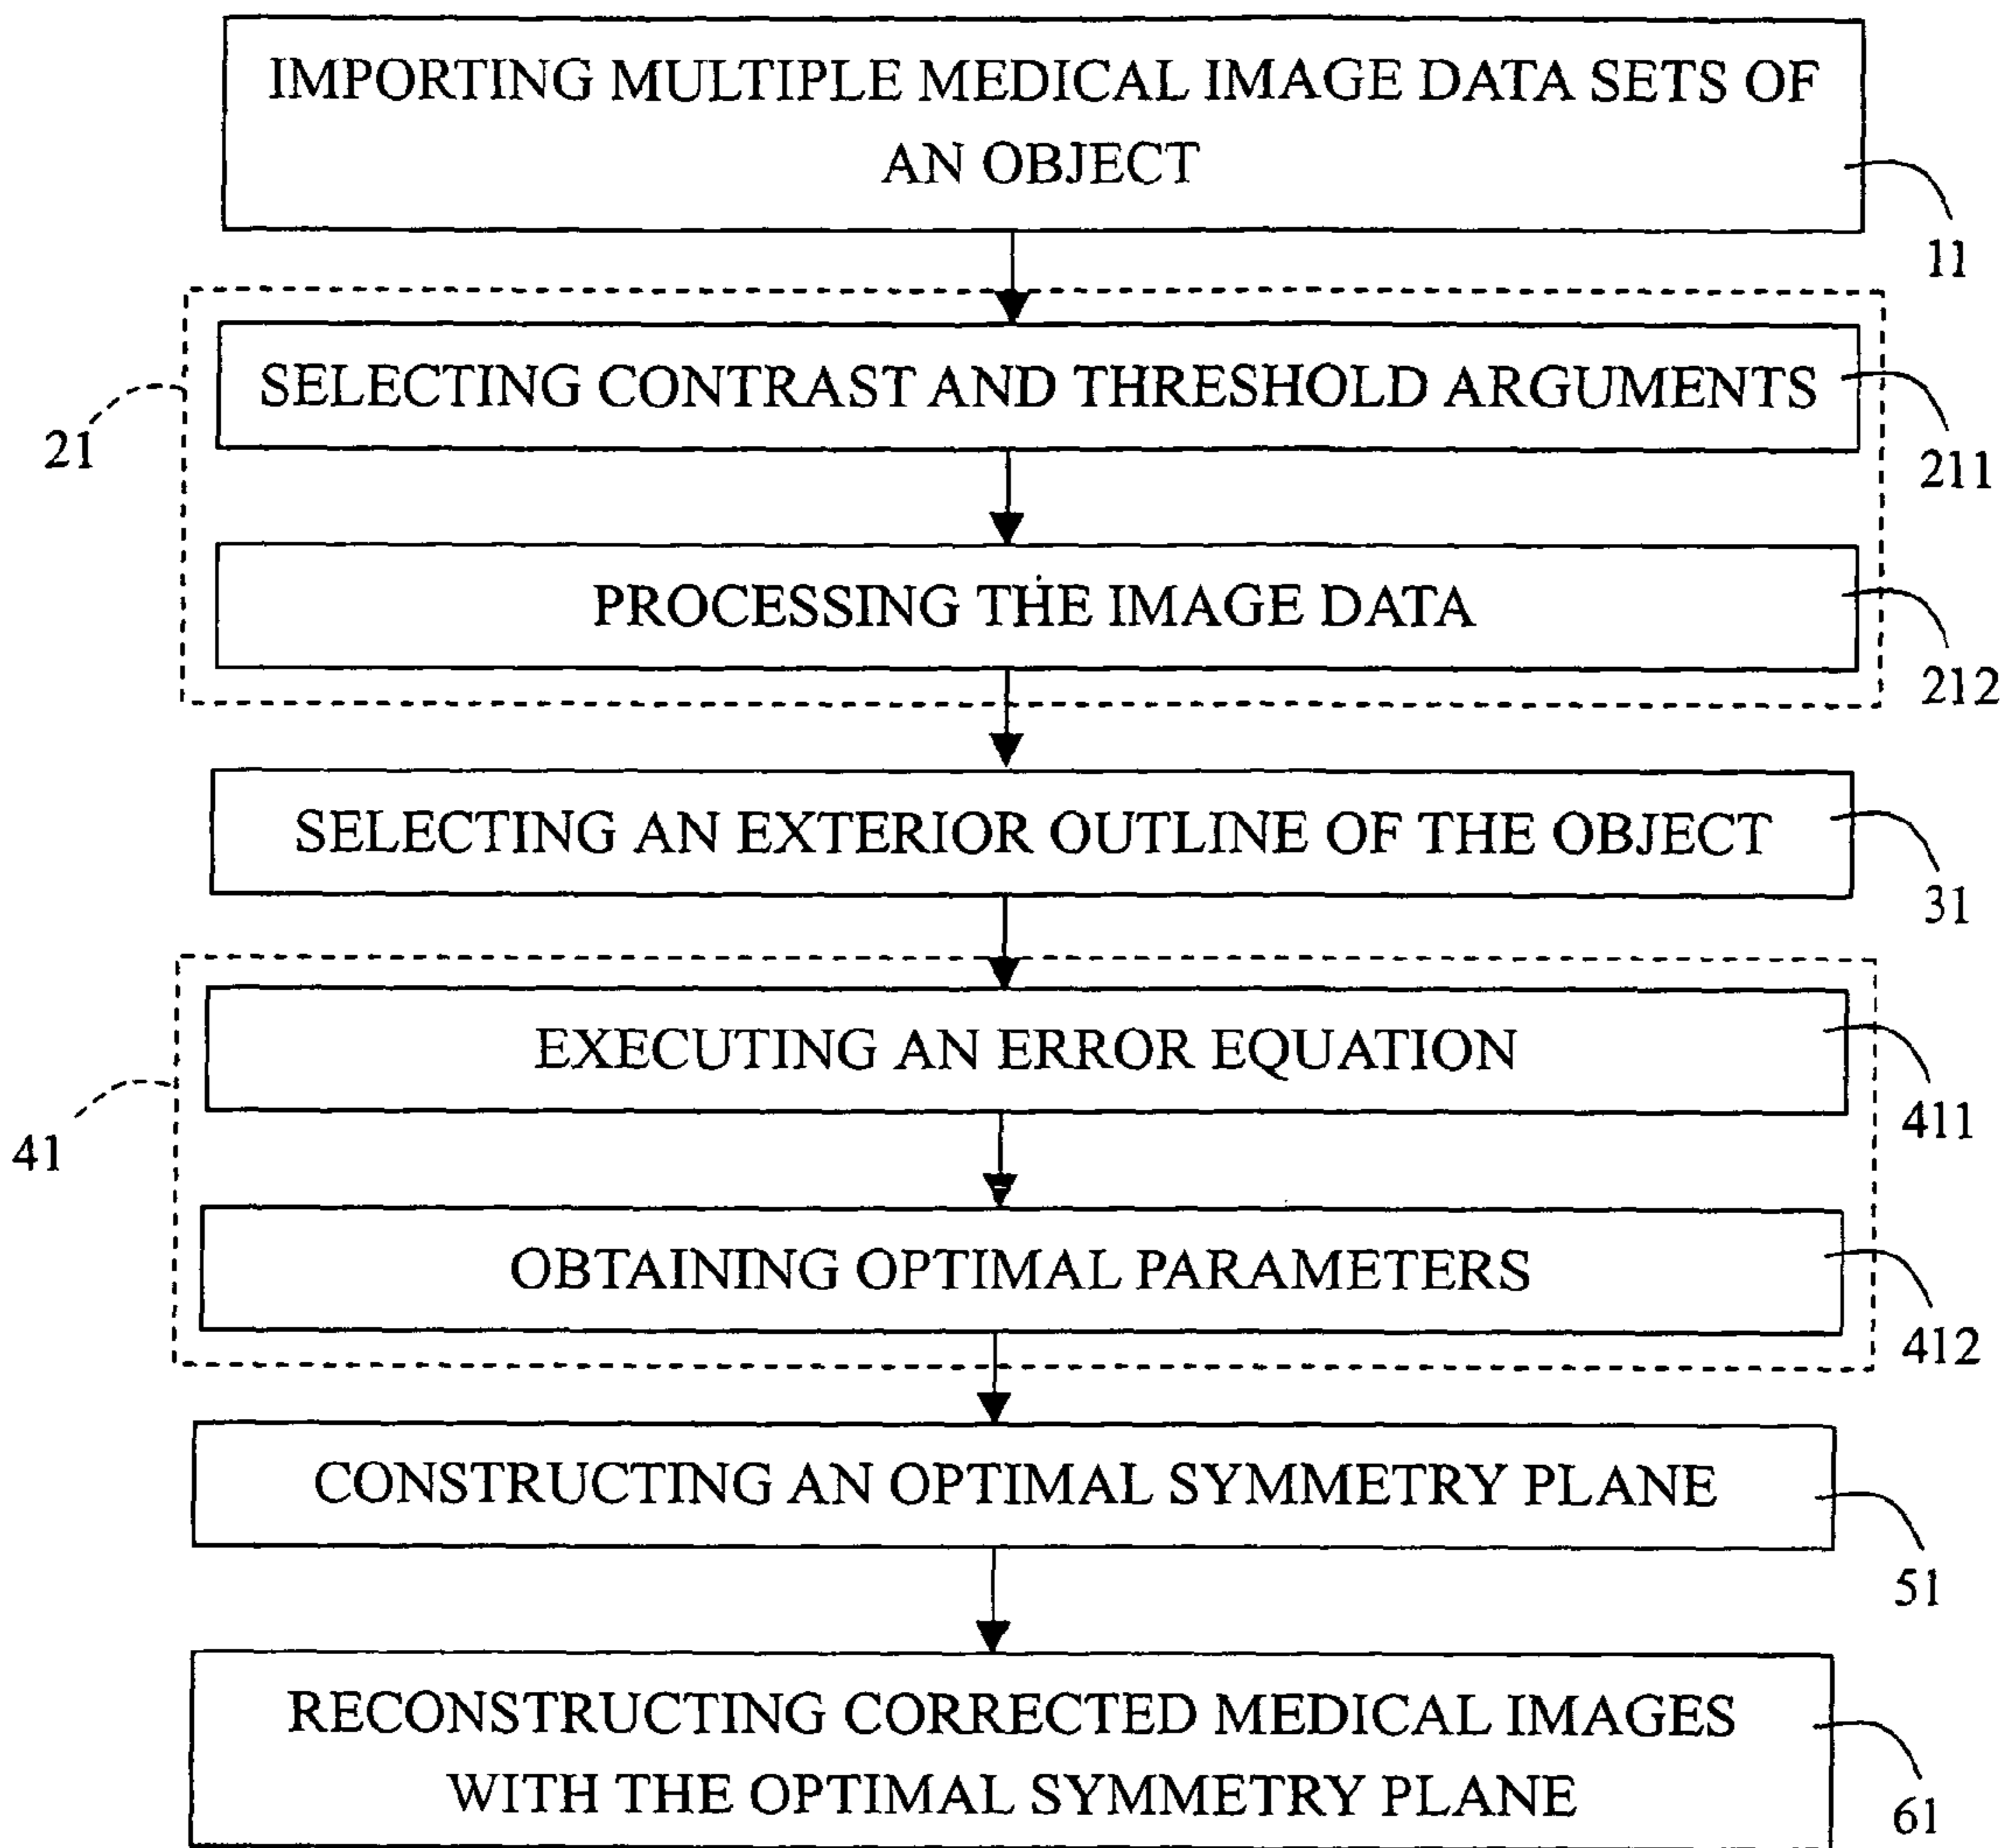 IMPORTING MULTIPLE MEDICAL IMAGE DATA SETS OF
AN OBJECT
11
SELECTING CONTRAST AND THRESHOLD ARGUMENTS
21
211
PROCESSING THE IMAGE DATA
212
SELECTING AN EXTERIOR OUTLINE OF THE OBJECT
31
EXECUTING AN ERROR EQUATION
41
411
OBTAINING OPTIMAL PARAMETERS
412
CONSTRUCTING AN OPTIMAL SYMMETRY PLANE
51
RECONSTRUCTING CORRECTED MEDICAL IMAGES
WITH THE OPTIMAL SYMMETRY PLANE
61